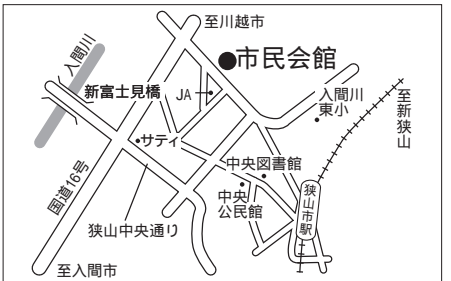 至川越市
市民会館
入間川
新富士見橋
JA
入間川
東小
至新狭山
サティ
国道16号
中央図書館
中央
公民館
狭山市駅
狭山中央通り
至入間市